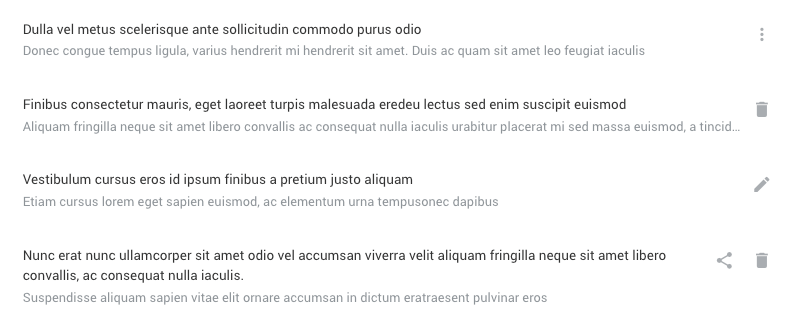 Dulla vel metus scelerisque ante sollicitudin commodo purus odio
Donec congue tempus ligula, varius hendrerit mi hendrerit sit amet. Duis ac quam sit amet leo feugiat iaculis
Finibus consectetur mauris, eget laoreet turpis malesuada eredeu lectus sed enim suscipit euismod
Aliquam fringilla neque sit amet libero convallis ac consequat nulla iaculis urabitur placerat mi sed massa euismod, a tincid...
Vestibulum cursus eros id ipsum finibus a pretium justo aliquam
Etiam cursus lorem eget sapien euismod, ac elementum urna tempusonec dapibus
Nunc erat nunc ullamcorper sit amet odio vel accumsan viverra velit aliquam fringilla neque sit amet libero
convallis, ac consequat nulla iaculis.
Suspendisse aliquam sapien vitae elit ornare accumsan in dictum eratraesent pulvinar eros